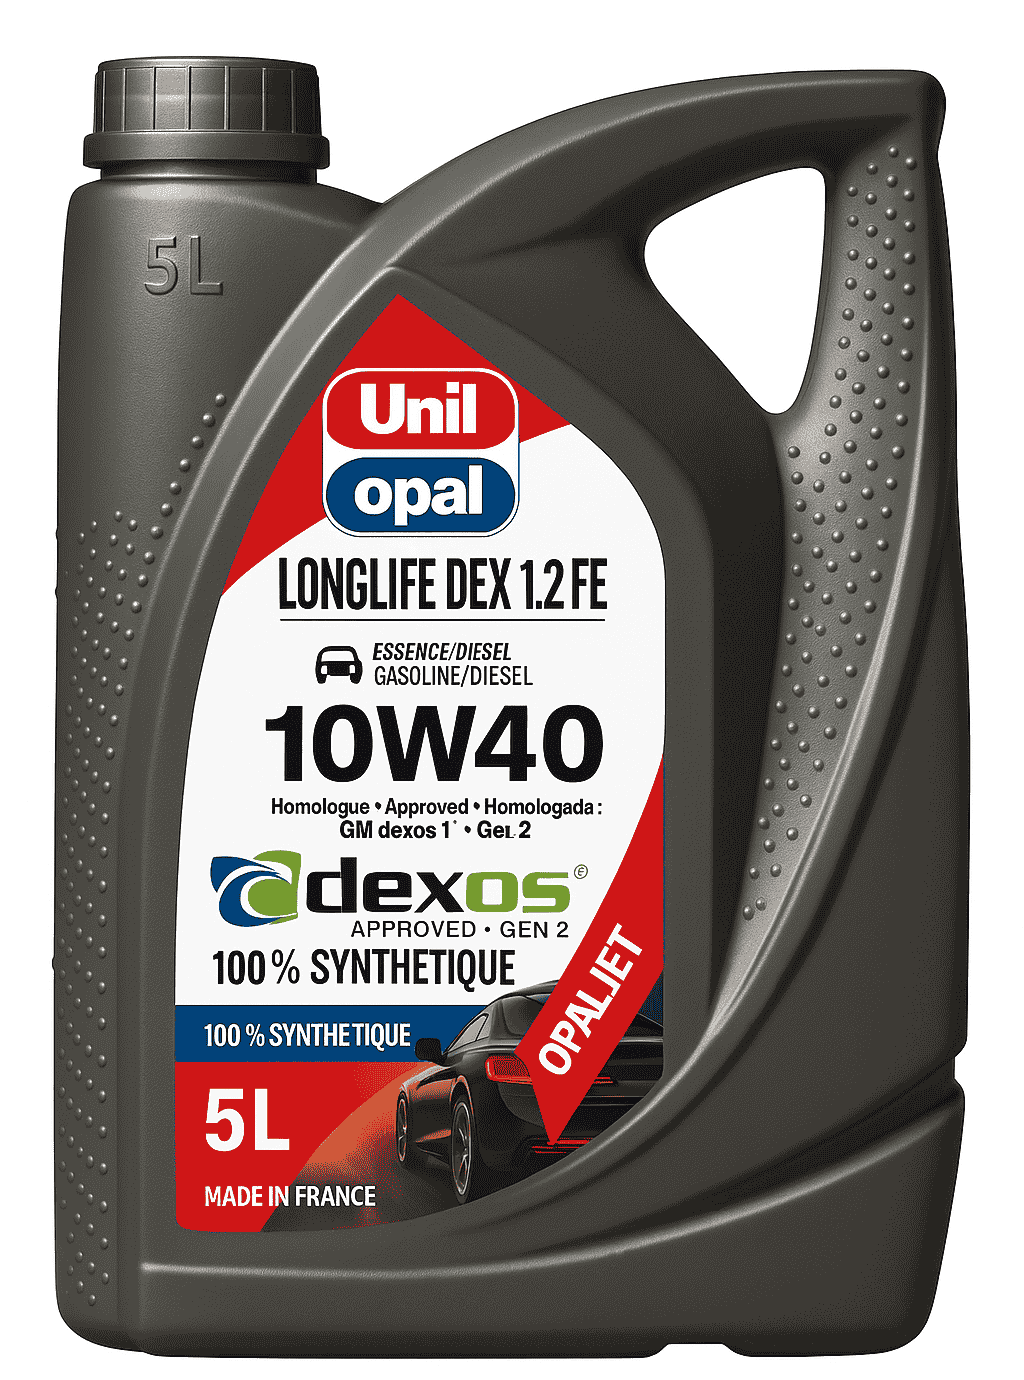 5L
Unil
opal
LONGLIFE DEX 1.2 FE
ESSENCE/DIESEL
GASOLINE/DIESEL
10W40
Homologue • Approved • Homologada :
GM dexos 1 • 2
dexos
APPROVED • GEN 2
100 % SYNTHETIQUE
100 % SYNTHETIQUE
OPALJET
5L
MADE IN FRANCE